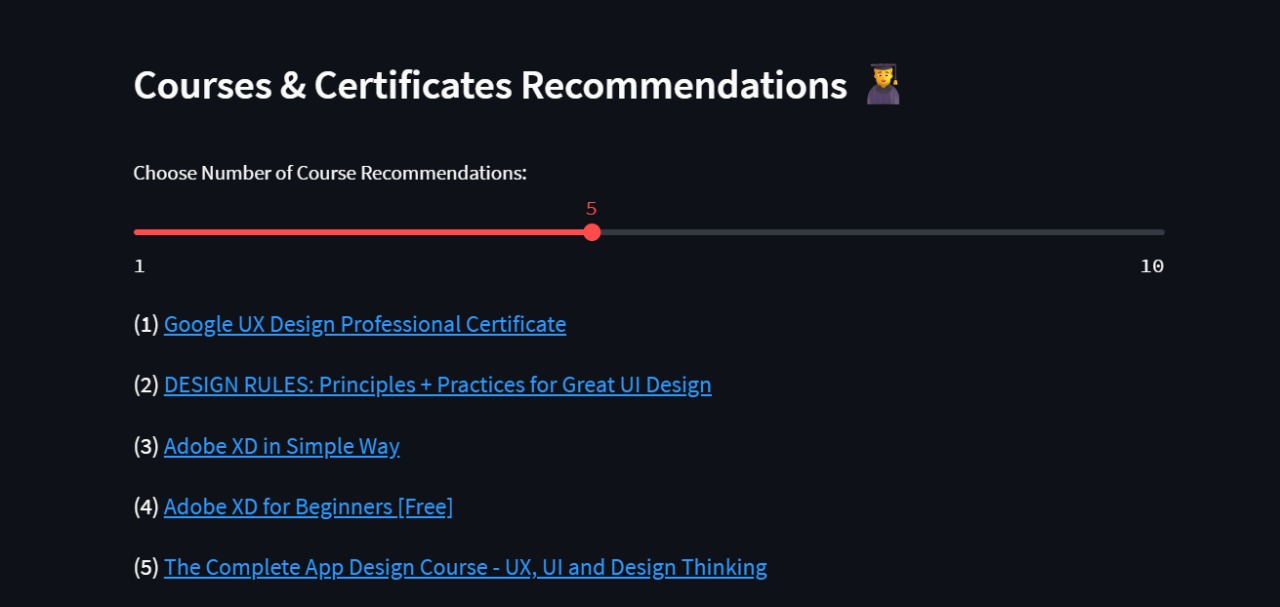 Courses & Certificates Recommendations
Choose Number of Course Recommendations:
5
1 10
(1) Google UX Design Professional Certificate
(2) DESIGN RULES: Principles + Practices for Great UI Design
(3) Adobe XD in Simple Way
(4) Adobe XD for Beginners [Free]
(5) The Complete App Design Course - UX, UI and Design Thinking